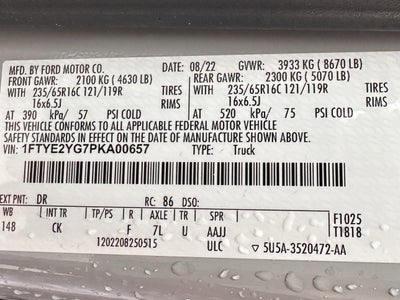 MFD. BY FORD MOTOR CO. 08/22 GVWR: 3933 KG ( 8670 LB)
FRONT GAWR: 2100 KG ( 4630 LB) REAR GAWR: 2300 KG ( 5070 LB)
WITH 235/65R16C 121/119R TIRES WITH 235/65R16C 121/119R TIRES
16x6.5J RIMS 16x6.5J RIMS
AT 390 kPa/ 57 PSI COLD AT 520 kPa/ 75 PSI COLD
THIS VEHICLE CONFORMS TO ALL APPLICABLE FEDERAL MOTOR VEHICLE
SAFETY STANDARDS IN EFFECT ON THE DATE OF MANUFACTURE SHOWN ABOVE.
VIN: 1FTYE2YG7PKA00657 TYPE: Truck
EXT PNT: DR RC: 86 DSO:
WB INT TR TP/PS R AXLE TR SPR F1025
148 CK F 7L U AAJJ T1818
1202208250515 ULC 5U5A-3520472-AA